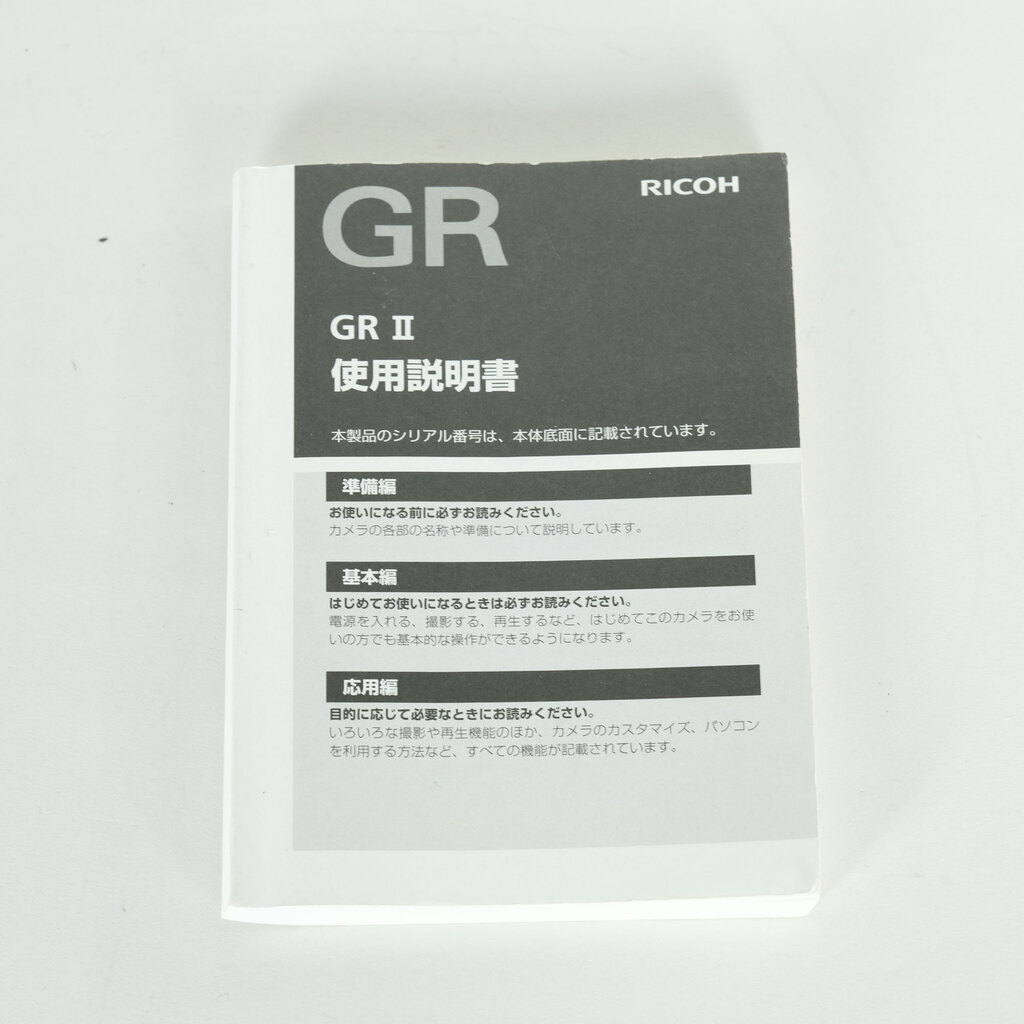 GR
RICOH
GR Ⅱ
使用説明書
本製品のシリアル番号は、本体底面に記載されています。
準備編
お使いになる前に必ずお読みください。
カメラの各部の名称や準備について説明しています。
基本編
はじめてお使いになるときは必ずお読みください。
電源を入れる、撮影する、再生するなど、はじめてこのカメラをお使
いの方でも基本的な操作ができるようになります。
応用編
目的に応じて必要なときにお読みください。
いろいろな撮影や再生機能のほか、カメラのカスタマイズ、パソコン
を利用する方法など、すべての機能が記載されています。